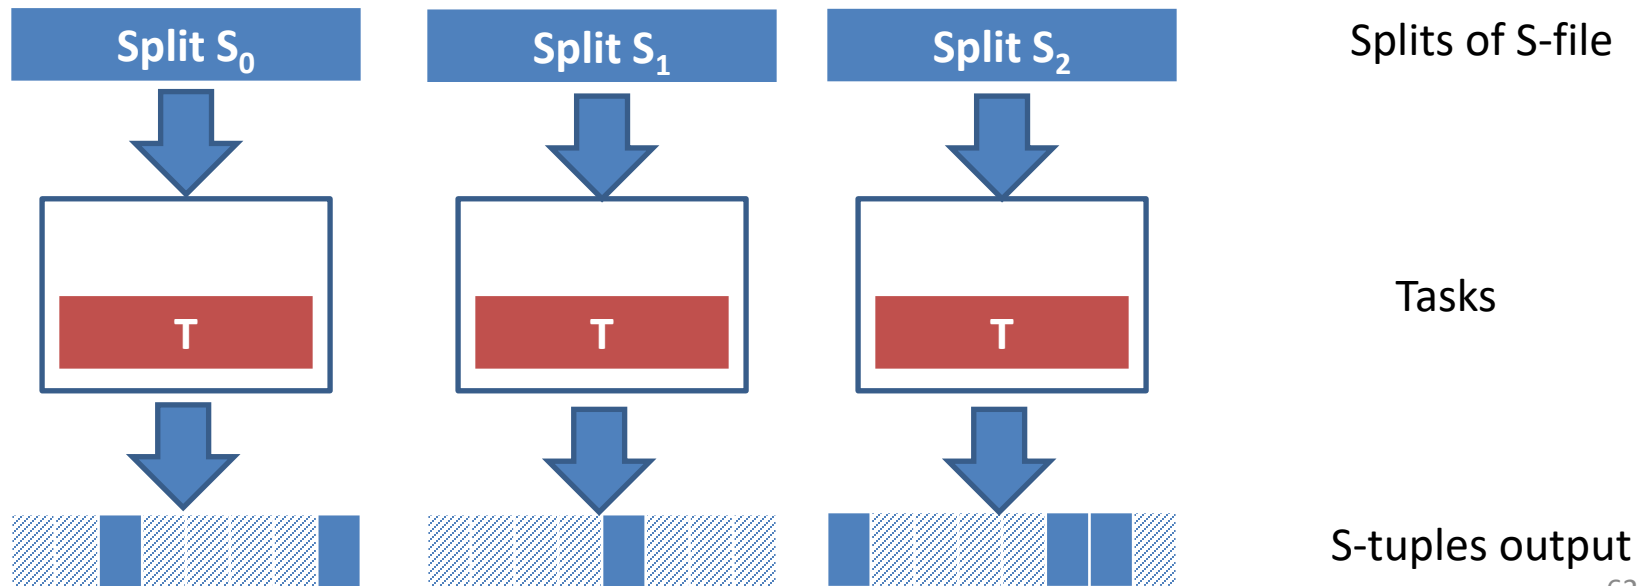 Split S₀ Split S₁ Split S₂ Splits of S-file
T T T Tasks
S-tuples output